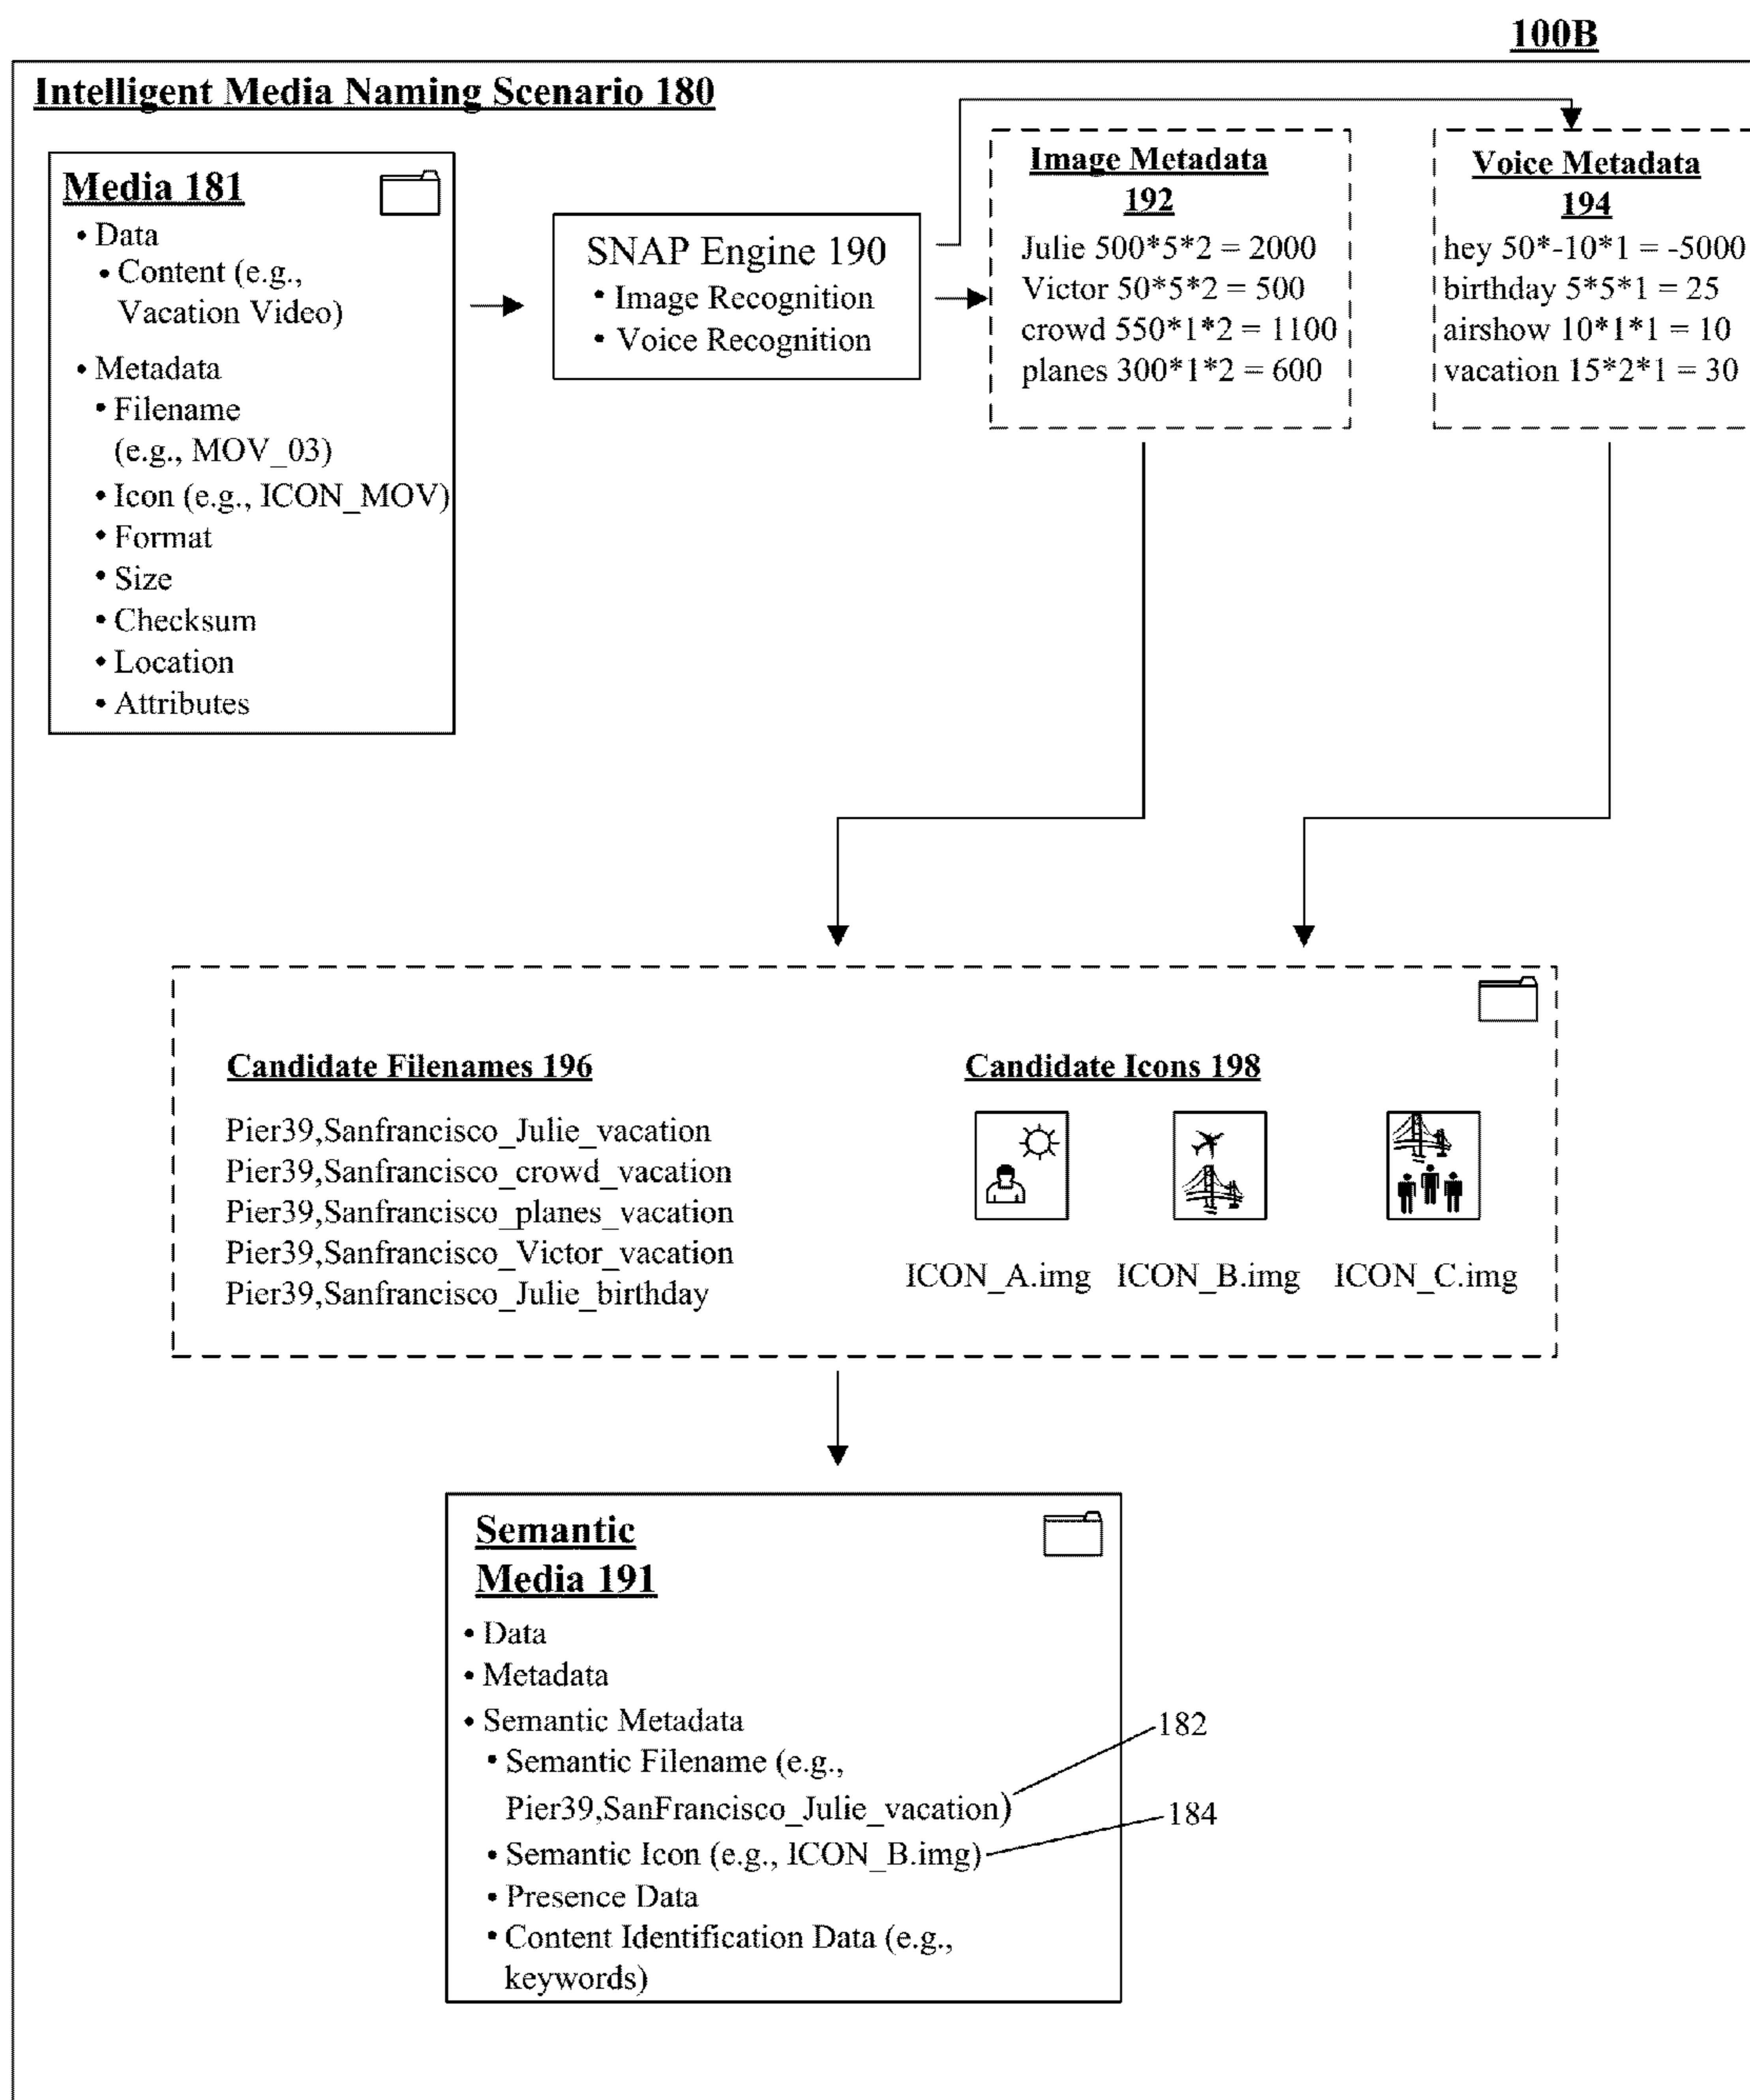 100B
Intelligent Media Naming Scenario 180
Media 181
• Data
• Content (e.g.,
Vacation Video)
• Metadata
• Filename
(e.g., MOV_03)
• Icon (e.g., ICON_MOV)
• Format
• Size
• Checksum
• Location
• Attributes
SNAP Engine 190
• Image Recognition
• Voice Recognition
Image Metadata
192
Julie 500*5*2 = 2000
Victor 50*5*2 = 500
crowd 550*1*2 = 1100
planes 300*1*2 = 600
Voice Metadata
194
hey 50*-10*1 = -5000
birthday 5*5*1 = 25
airshow 10*1*1 = 10
vacation 15*2*1 = 30
Candidate Filenames 196
Pier39,Sanfrancisco_Julie_vacation
Pier39,Sanfrancisco_crowd_vacation
Pier39,Sanfrancisco_planes_vacation
Pier39,Sanfrancisco_Victor_vacation
Pier39,Sanfrancisco_Julie_birthday
Candidate Icons 198
ICON_A.img ICON_B.img ICON_C.img
Semantic
Media 191
• Data
• Metadata
• Semantic Metadata
• Semantic Filename (e.g.,
Pier39,SanFrancisco_Julie_vacation)
182
• Semantic Icon (e.g., ICON_B.img)
184
• Presence Data
• Content Identification Data (e.g.,
keywords)